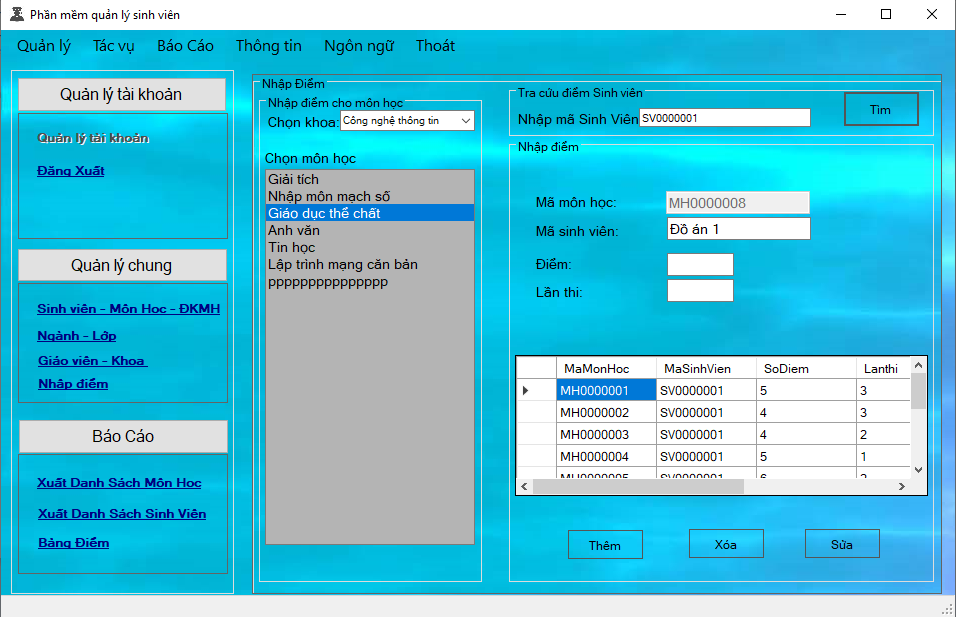 Phần mềm quản lý sinh viên
Quản lý Tác vụ Báo Cáo Thông tin Ngôn ngữ Thoát
Quản lý tài khoản
Quản lý tài khoản
Đăng Xuất
Quản lý chung
Sinh viên - Môn Học - ĐKMH
Ngành - Lớp
Giáo viên - Khoa
Nhập điểm
Báo Cáo
Xuất Danh Sách Môn Học
Xuất Danh Sách Sinh Viên
Bảng Điểm
Nhập Điểm
Nhập điểm cho môn học
Chọn khoa: Công nghệ thông tin
Chọn môn học
Giải tích
Nhập môn mạch số
Giáo dục thể chất
Anh văn
Tin học
Lập trình mạng căn bản
ppppppppppppppp
Tra cứu điểm Sinh viên
Nhập mã Sinh Viên SV0000001 Tìm
Nhập điểm
Mã môn học: MH0000008
Mã sinh viên: Đồ án 1
Điểm:
Lần thi:
MaMonHoc MaSinhVien SoDiem Lanthi
MH0000001 SV0000001 5 3
MH0000002 SV0000001 4 3
MH0000003 SV0000001 4 2
MH0000004 SV0000001 5 1
MH0000005 SV0000001 6 2
Thêm Xóa Sửa